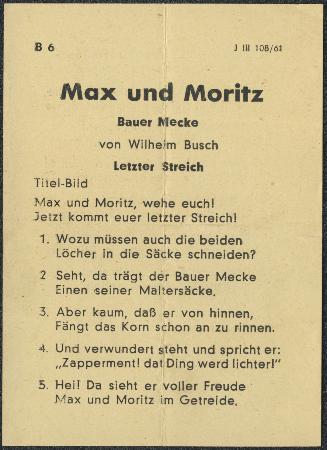 B 6
J III 108/61
Max und Moritz
Bauer Mecke
von Wilhelm Busch
Letzter Streich
Titel-Bild
Max und Moritz, wehe euch!
Jetzt kommt euer letzter Streich!
1. Wozu müssen auch die beiden
Löcher in die Säcke schneiden?
2 Seht, da trägt der Bauer Mecke
Einen seiner Maltersäcke.
3. Aber kaum, daß er von hinnen,
Fängt das Korn schon an zu rinnen.
4. Und verwundert steht und spricht er:
„Zapperment! dat Ding werd lichter!"
5. Hei! Da sieht er voller Freude
Max und Moritz im Getreide.